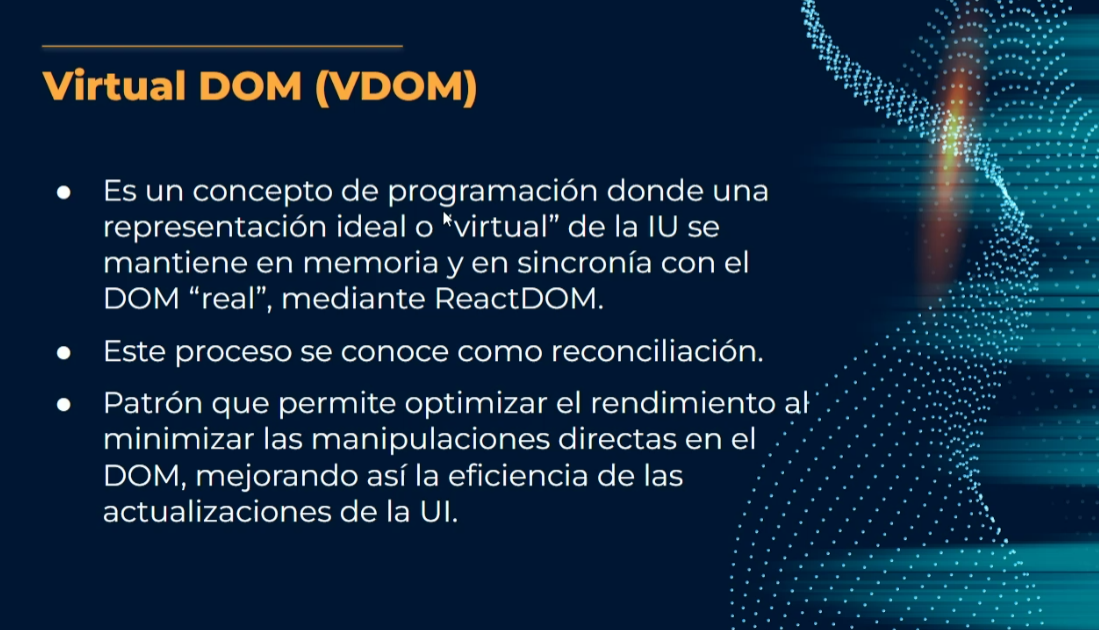 Virtual DOM (VDOM)
● Es un concepto de programación donde una
representación ideal o “virtual” de la IU se
mantiene en memoria y en sincronía con el
DOM “real”, mediante ReactDOM.
● Este proceso se conoce como reconciliación.
● Patrón que permite optimizar el rendimiento al
minimizar las manipulaciones directas en el
DOM, mejorando así la eficiencia de las
actualizaciones de la UI.